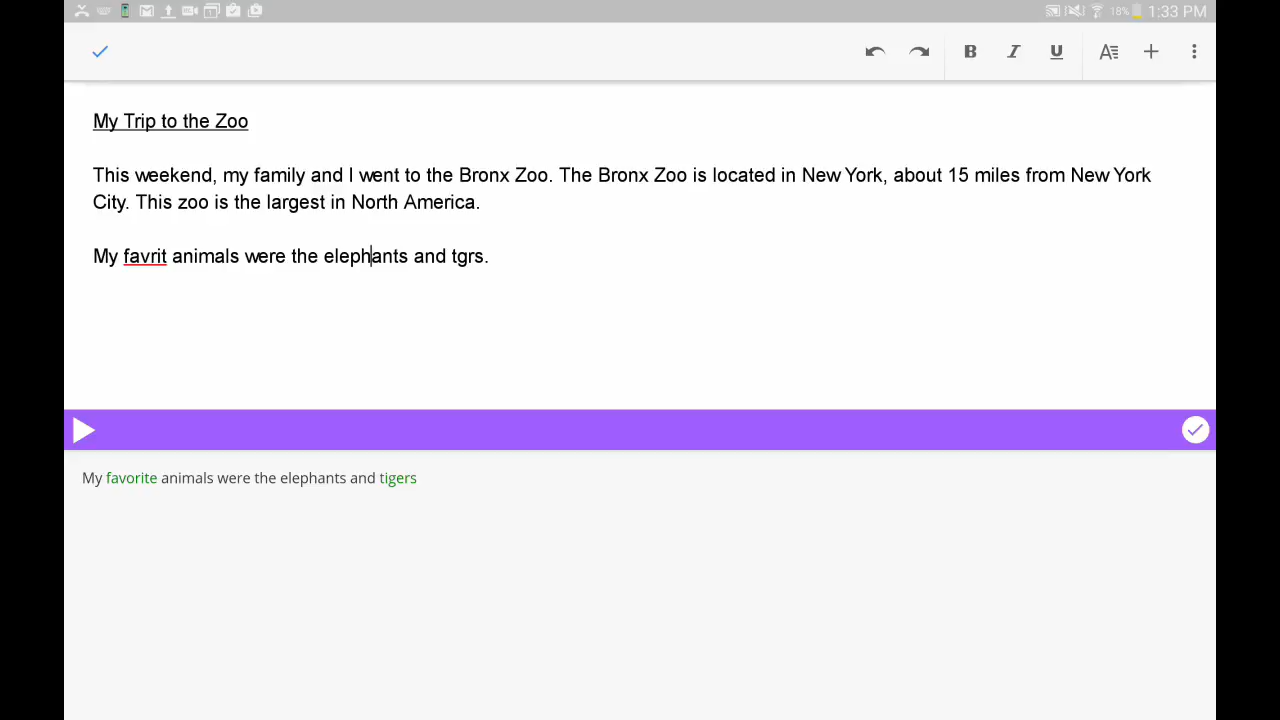 18% 1:33 PM
B I U A
My Trip to the Zoo
This weekend, my family and I went to the Bronx Zoo. The Bronx Zoo is located in New York, about 15 miles from New York
City. This zoo is the largest in North America.
My favrit animals were the elephants and tgrs.
My favorite animals were the elephants and tigers